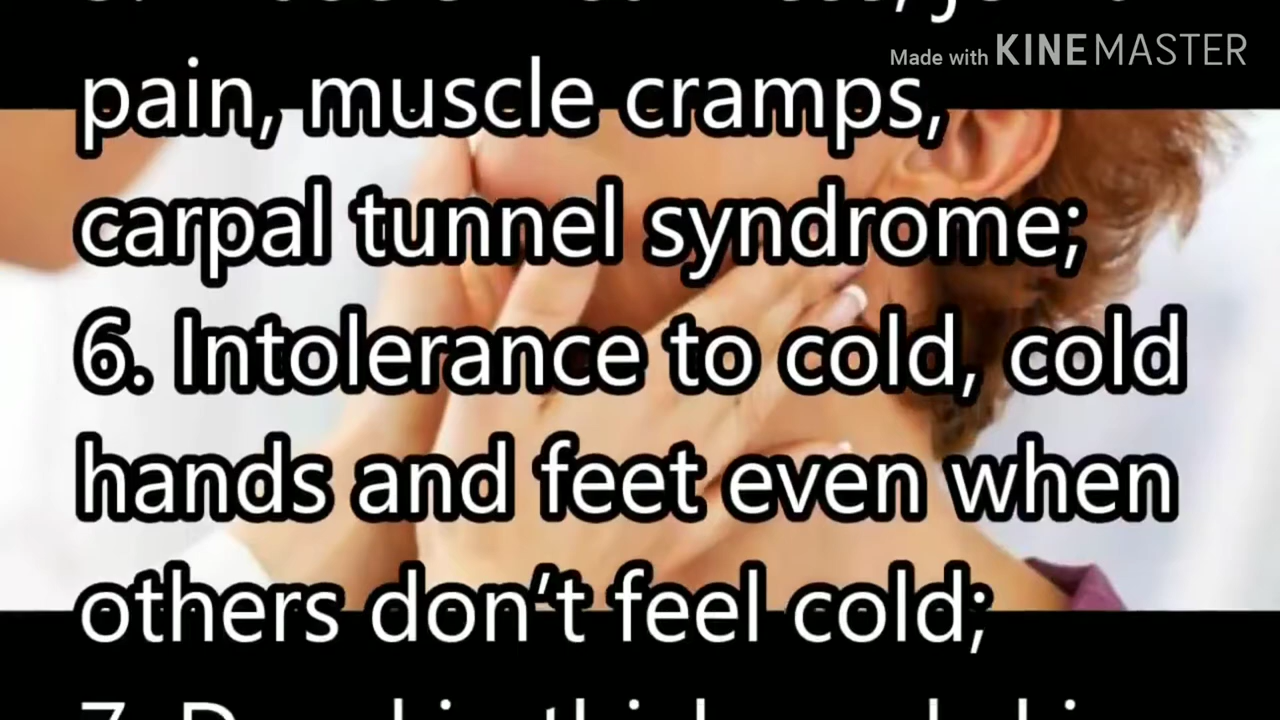 Made with KINEMASTER
pain, muscle cramps,
carpal tunnel syndrome;
6. Intolerance to cold, cold
hands and feet even when
others don’t feel cold;